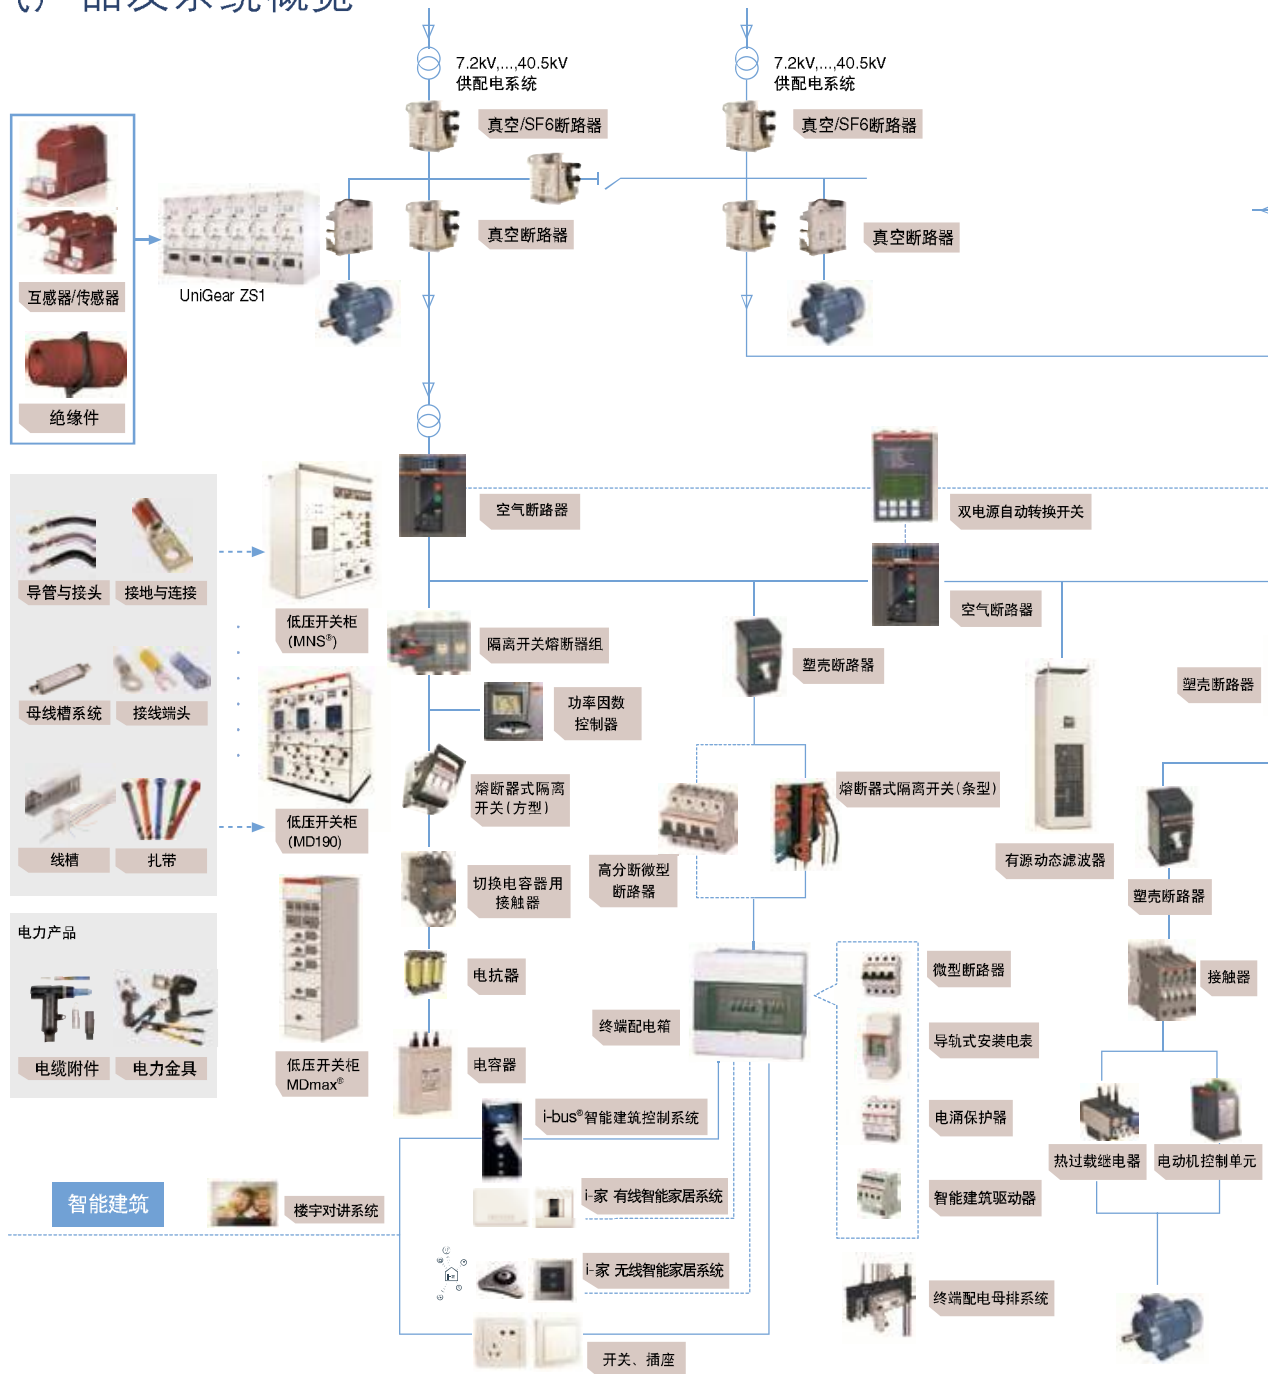 产品及系统概览
7.2kV,...,40.5kV
供配电系统
7.2kV,...,40.5kV
供配电系统
真空/SF6断路器
真空/SF6断路器
真空断路器
真空断路器
互感器/传感器
UniGear ZS1
绝缘件
空气断路器
双电源自动转换开关
导管与接头
接地与连接
低压开关柜
(MNS®)
空气断路器
隔离开关熔断器组
塑壳断路器
塑壳断路器
母线槽系统
接线端头
功率因数
控制器
熔断器式隔离
开关(方型)
熔断器式隔离开关(条型)
低压开关柜
(MD190)
线槽
扎带
高分断微型
断路器
有源动态滤波器
切换电容器用
接触器
塑壳断路器
电力产品
电抗器
微型断路器
接触器
终端配电箱
导轨式安装电表
电缆附件
电力金具
低压开关柜
MDmax®
电容器
i-bus®智能建筑控制系统
电涌保护器
热过载继电器
电动机控制单元
智能建筑
楼宇对讲系统
i-家 有线智能家居系统
智能建筑驱动器
i-家 无线智能家居系统
终端配电母排系统
开关、插座